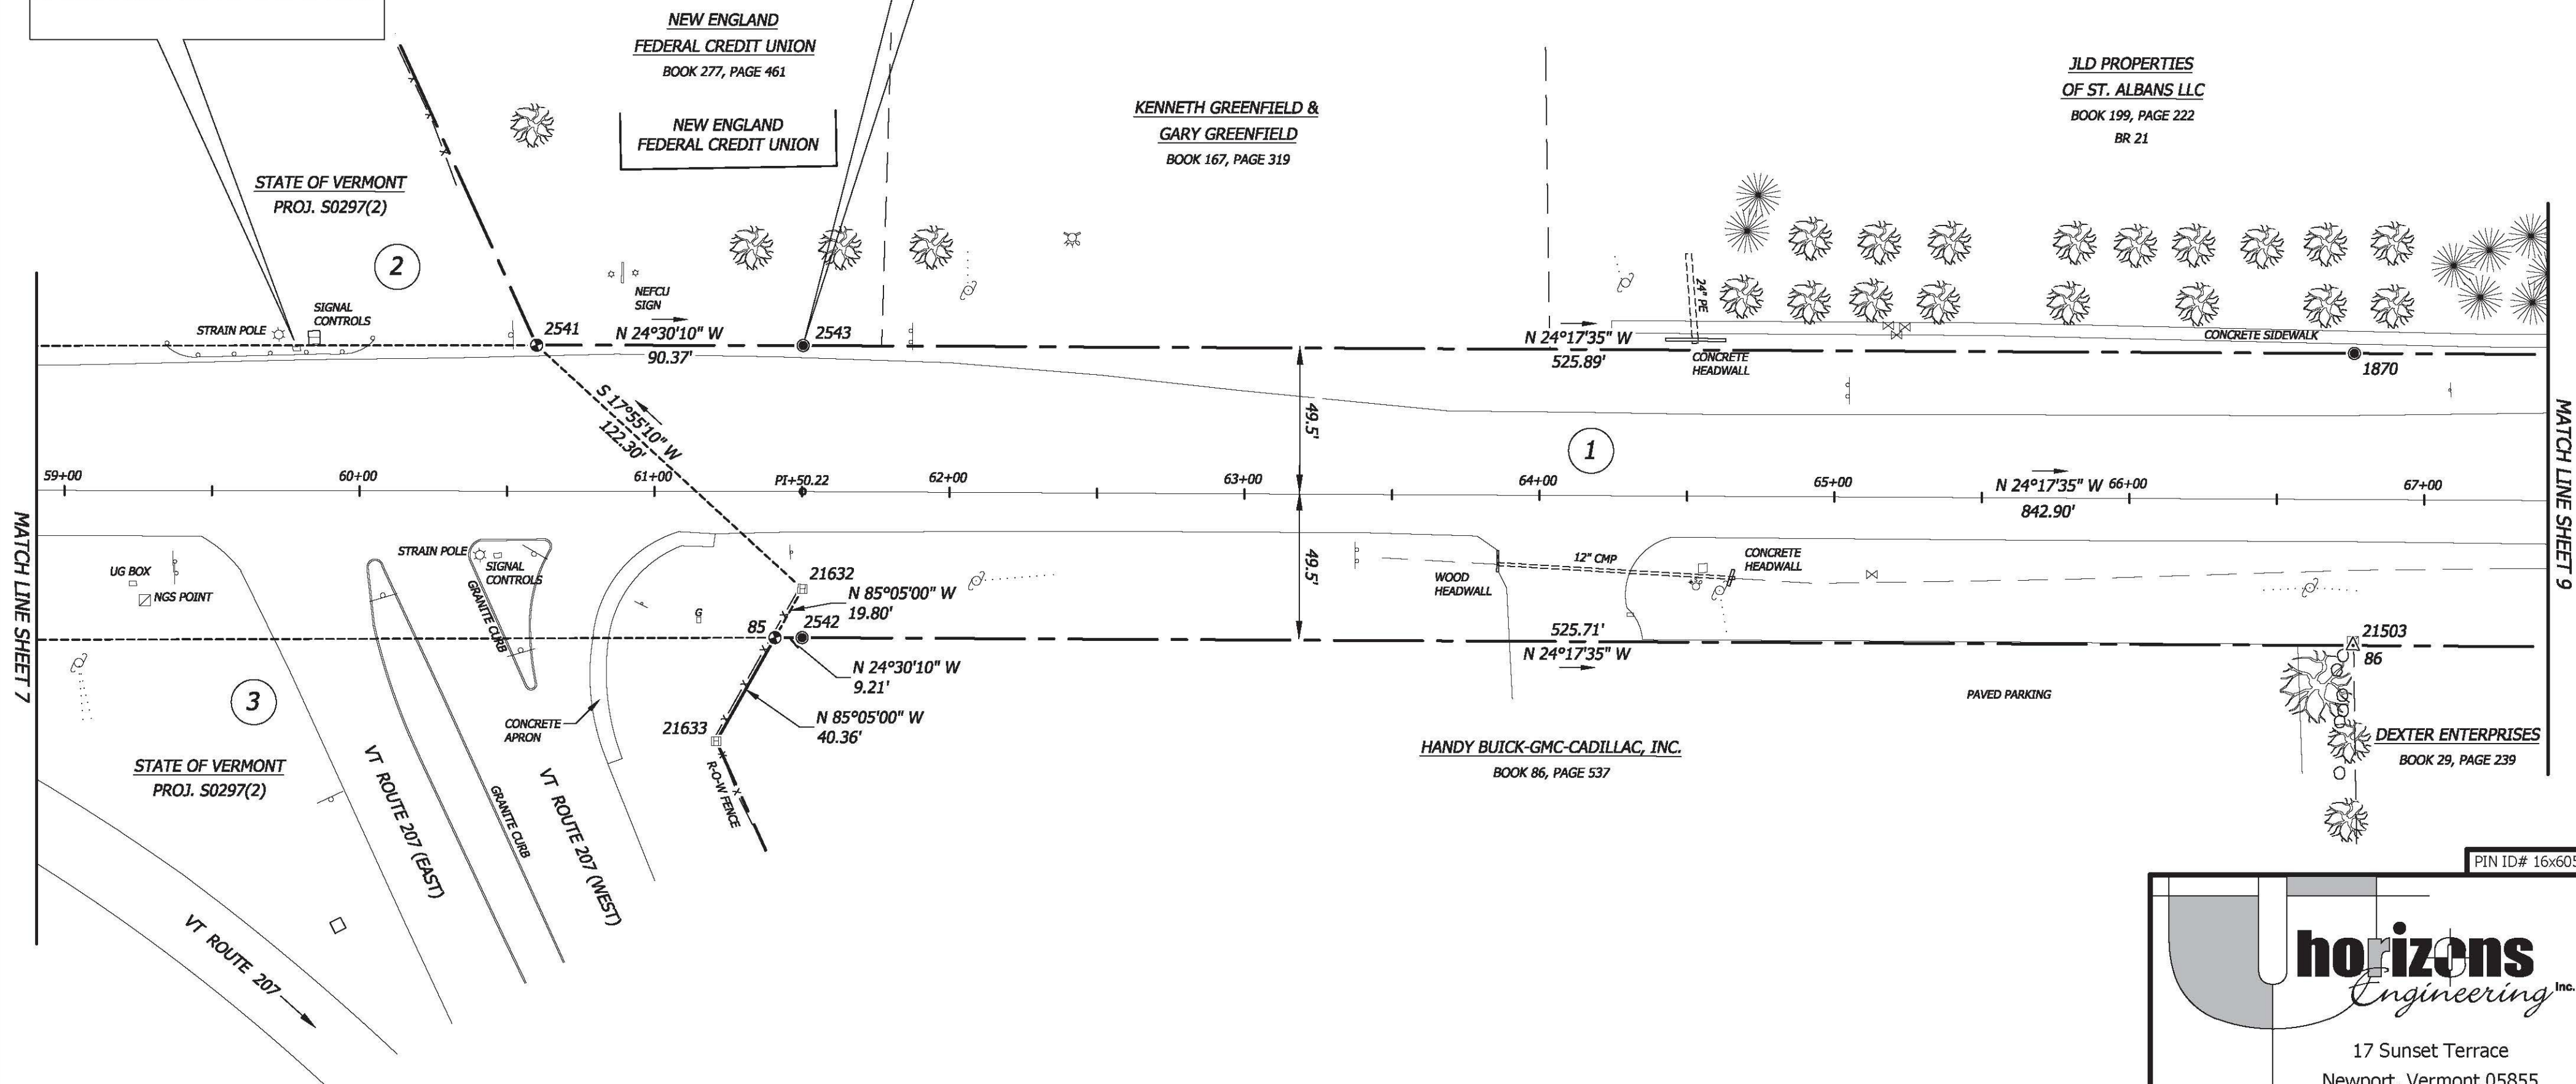 NEW ENGLAND
FEDERAL CREDIT UNION
BOOK 277, PAGE 461
NEW ENGLAND
FEDERAL CREDIT UNION
KENNETH GREENFIELD &
GARY GREENFIELD
BOOK 167, PAGE 319
JLD PROPERTIES
OF ST. ALBANS LLC
BOOK 199, PAGE 222
BR 21
STATE OF VERMONT
PROJ. S0297(2)
2
SIGNAL
CONTROLS
STRAIN POLE
NEFCU
SIGN
2541
N 24°30'10" W
90.37'
2543
24" PE
N 24°17'35" W
525.89'
CONCRETE
HEADWALL
CONCRETE SIDEWALK
1870
S 17°55'10" W
122.30'
49.5'
1
MATCH LINE SHEET 9
59+00
60+00
61+00
PI+50.22
62+00
63+00
64+00
65+00
N 24°17'35" W
842.90'
66+00
67+00
MATCH LINE SHEET 7
STRAIN POLE
SIGNAL
CONTROLS
GRANITE CURB
UG BOX
NGS POINT
49.5'
12" CMP
WOOD
HEADWALL
CONCRETE
HEADWALL
21632
N 85°05'00" W
19.80'
G
85
2542
525.71'
N 24°17'35" W
21503
86
N 24°30'10" W
9.21'
3
PAVED PARKING
CONCRETE
APRON
N 85°05'00" W
40.36'
21633
R-O-W FENCE
HANDY BUICK-GMC-CADILLAC, INC.
BOOK 86, PAGE 537
DEXTER ENTERPRISES
BOOK 29, PAGE 239
STATE OF VERMONT
PROJ. S0297(2)
VT ROUTE 207 (EAST)
GRANITE CURB
VT ROUTE 207 (WEST)
VT ROUTE 207
PIN ID# 16x605
horizons
Engineering Inc.
17 Sunset Terrace
Newport, Vermont 05855